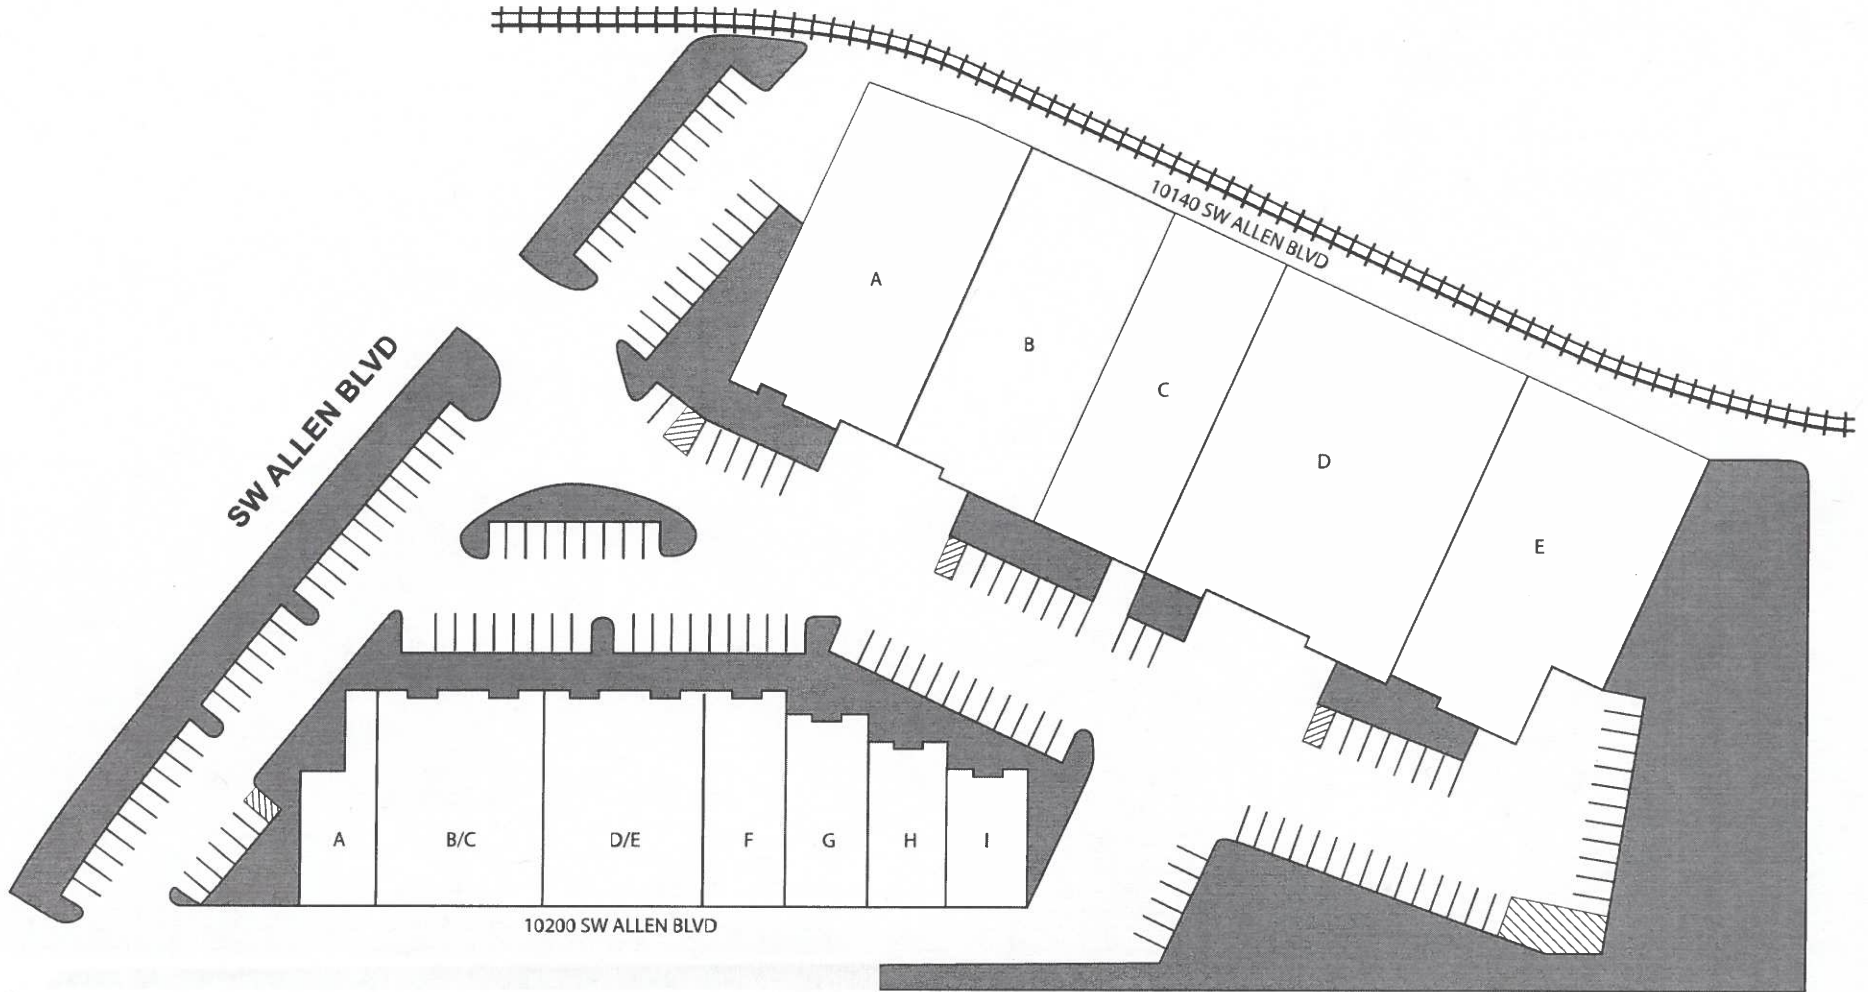 10140 SW ALLEN BLVD
A
B
C
D
E
SW ALLEN BLVD
A B/C D/E F G H I
10200 SW ALLEN BLVD